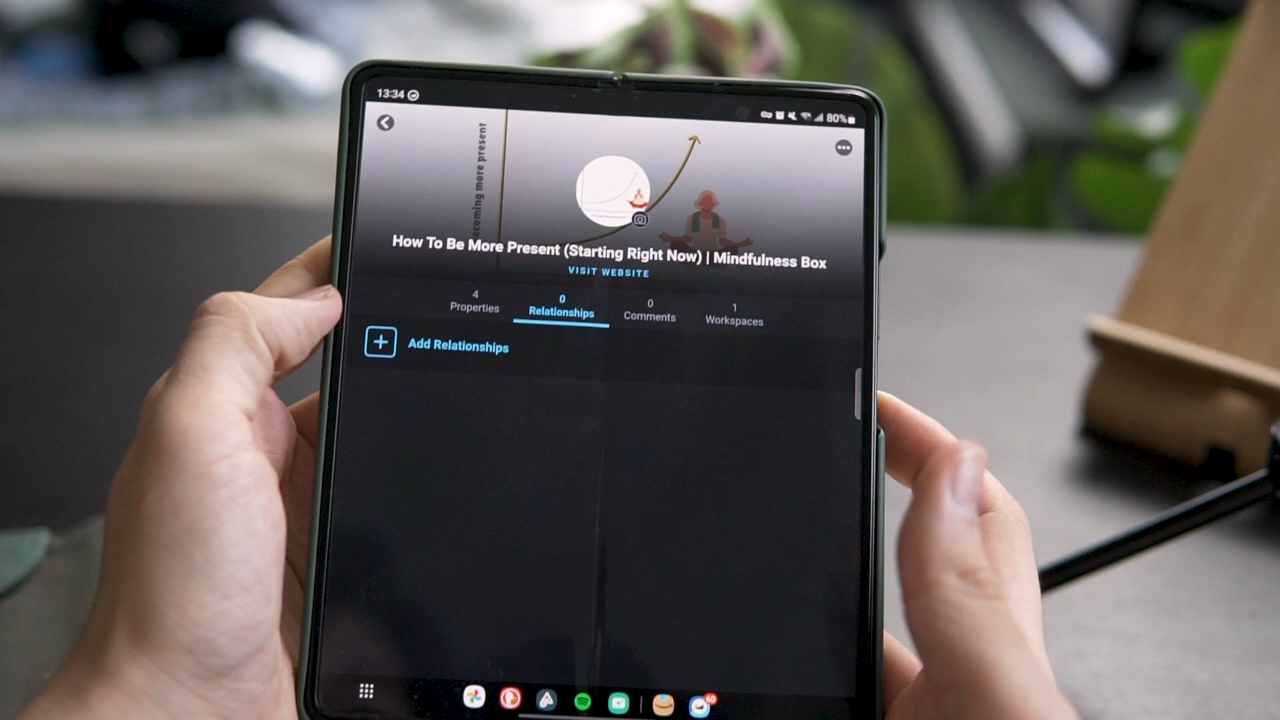 13:34
80%
ecoming more present
How To Be More Present (Starting Right Now) | Mindfulness Box
VISIT WEBSITE
4
Properties
0
Relationships
0
Comments
1
Workspaces
Add Relationships